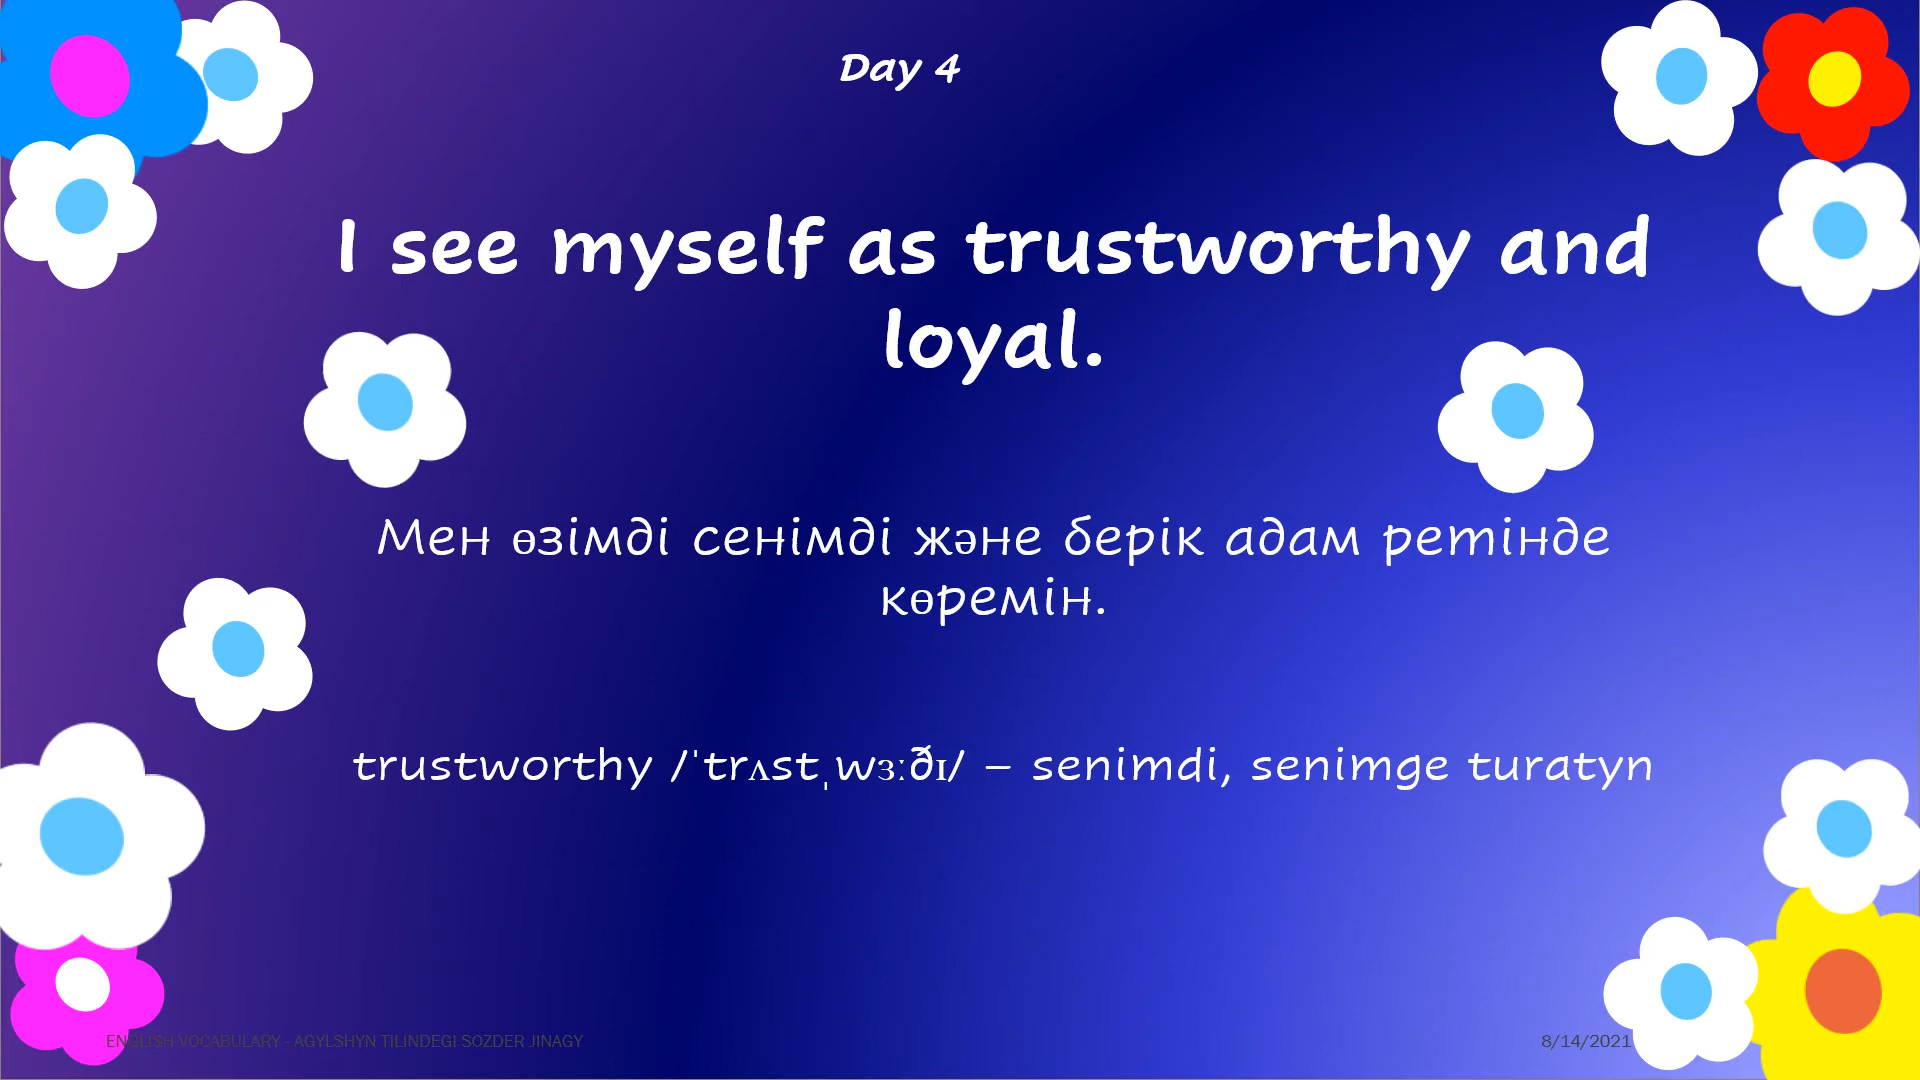 Day 4
I see myself as trustworthy and
loyal.
Мен өзімді сенімді және берік адам ретінде
көремін.
trustworthy /ˈtrʌstˌwɜːðɪ/ – senimdi, senimge turatyn
ENGLISH VOCABULARY - AGYLSHYN TILINDEGI SOZDER JINAGY
8/14/2021